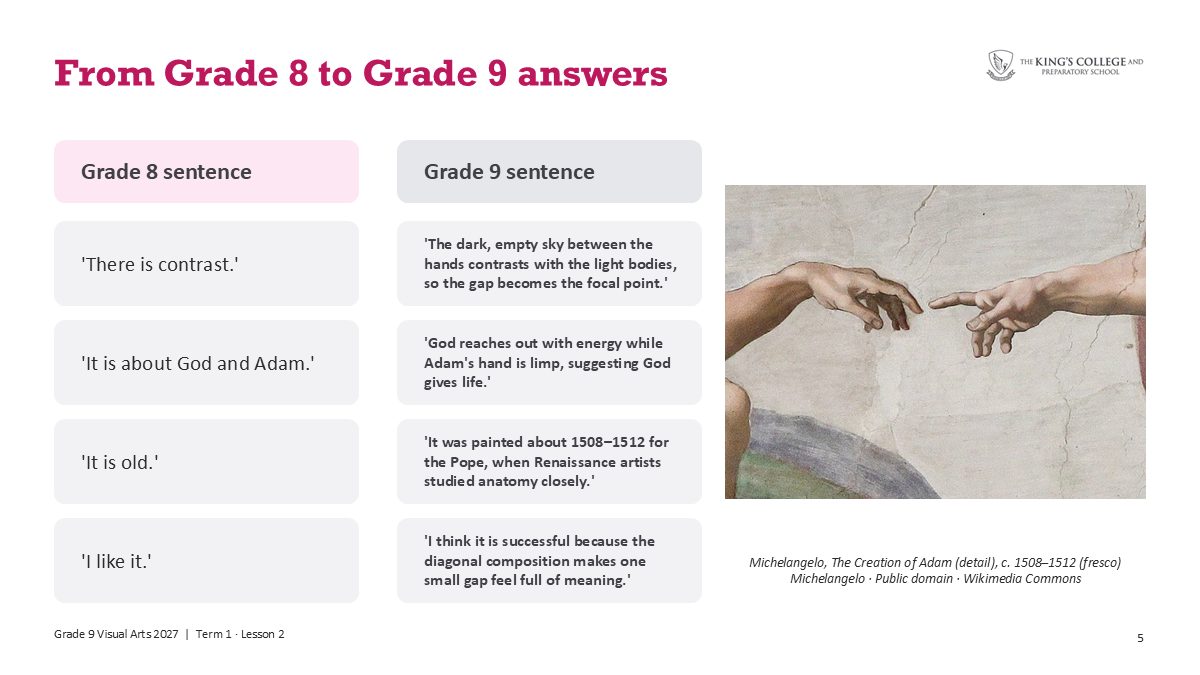 From Grade 8 to Grade 9 answers
THE KING'S COLLEGE AND
PREPARATORY SCHOOL
Grade 8 sentence
Grade 9 sentence
'There is contrast.'
'The dark, empty sky between the
hands contrasts with the light bodies,
so the gap becomes the focal point.'
'It is about God and Adam.'
'God reaches out with energy while
Adam's hand is limp, suggesting God
gives life.'
'It is old.'
'It was painted about 1508–1512 for
the Pope, when Renaissance artists
studied anatomy closely.'
'I like it.'
'I think it is successful because the
diagonal composition makes one
small gap feel full of meaning.'
Michelangelo, The Creation of Adam (detail), c. 1508–1512 (fresco)
Michelangelo · Public domain · Wikimedia Commons
Grade 9 Visual Arts 2027 | Term 1 · Lesson 2
5